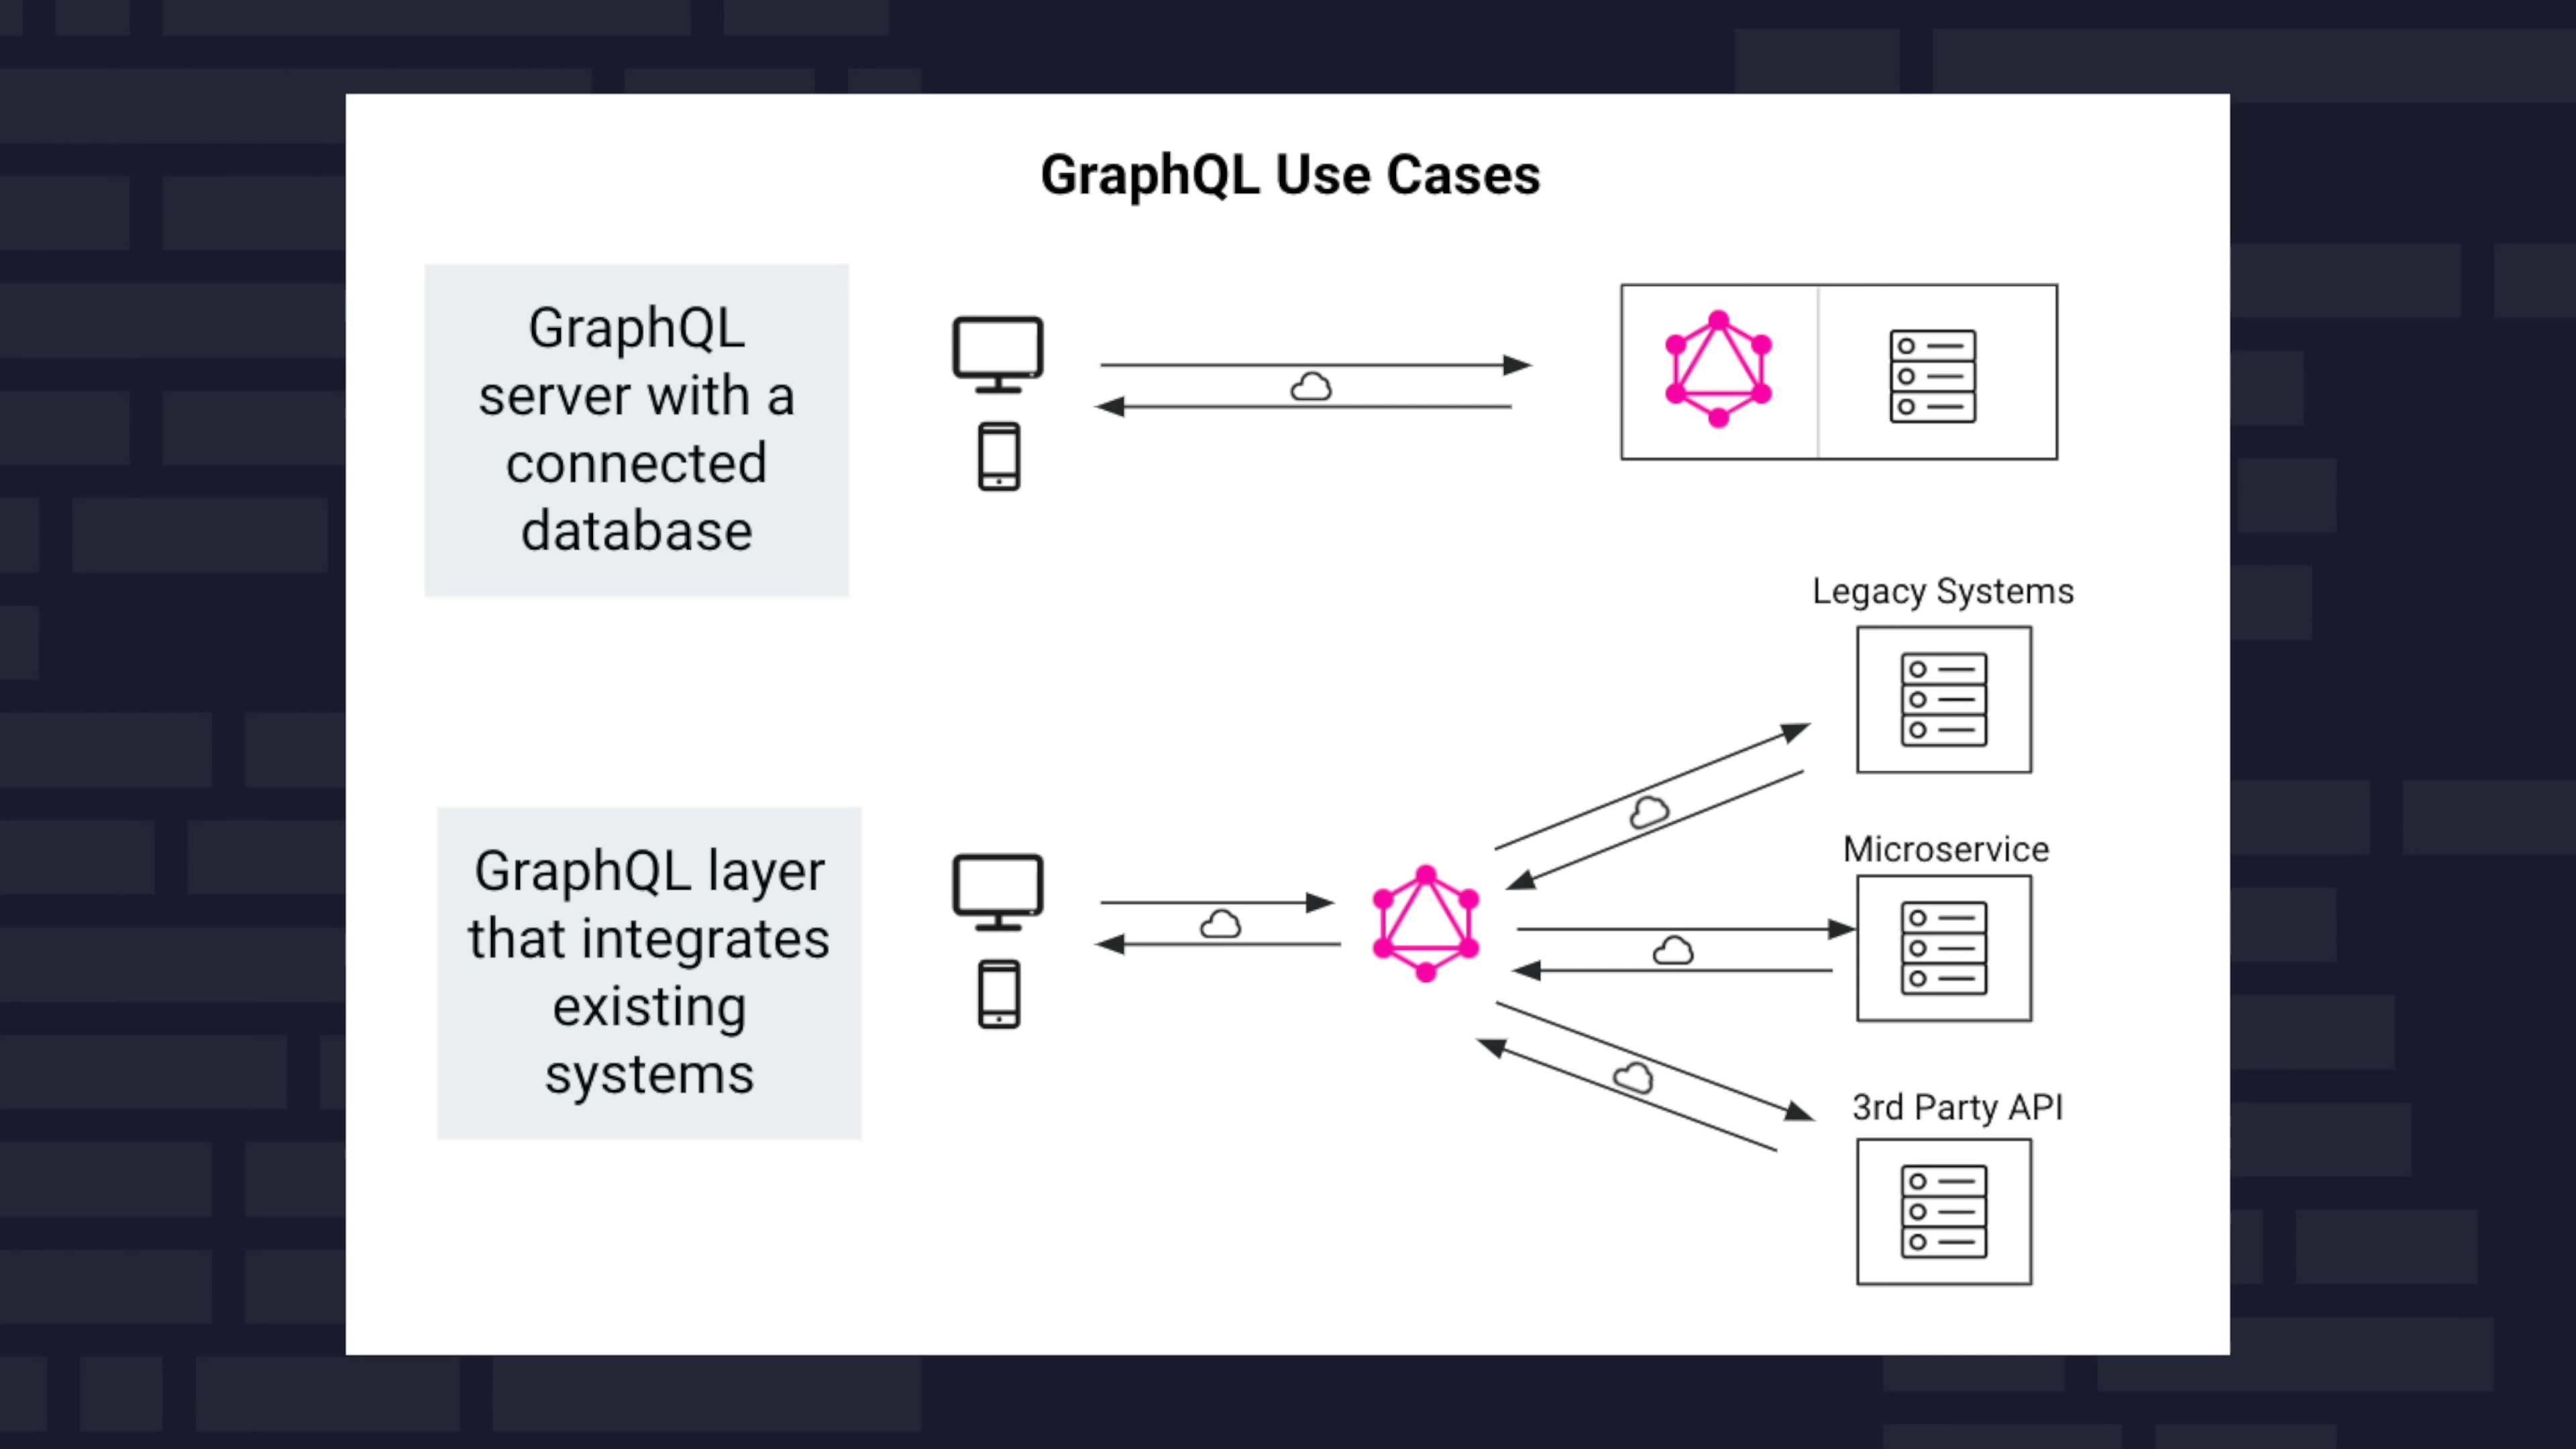 GraphQL Use Cases
GraphQL
server with a
connected
database
Legacy Systems
GraphQL layer
that integrates
existing
systems
Microservice
3rd Party API